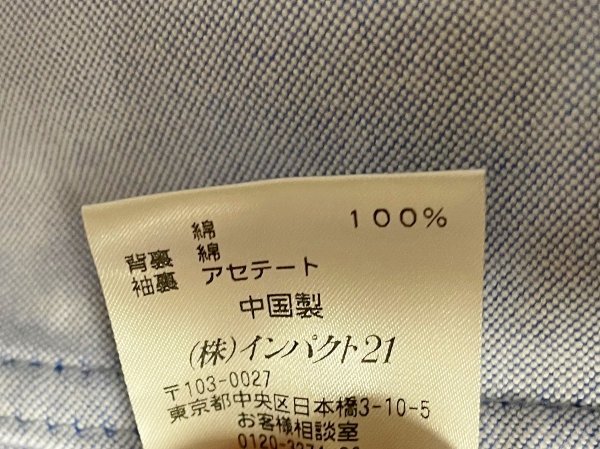 綿 100%
背裏 綿
袖裏 アセテート
中国製
(株)インパクト21
〒103-0027
東京都中央区日本橋3-10-5
お客様相談室